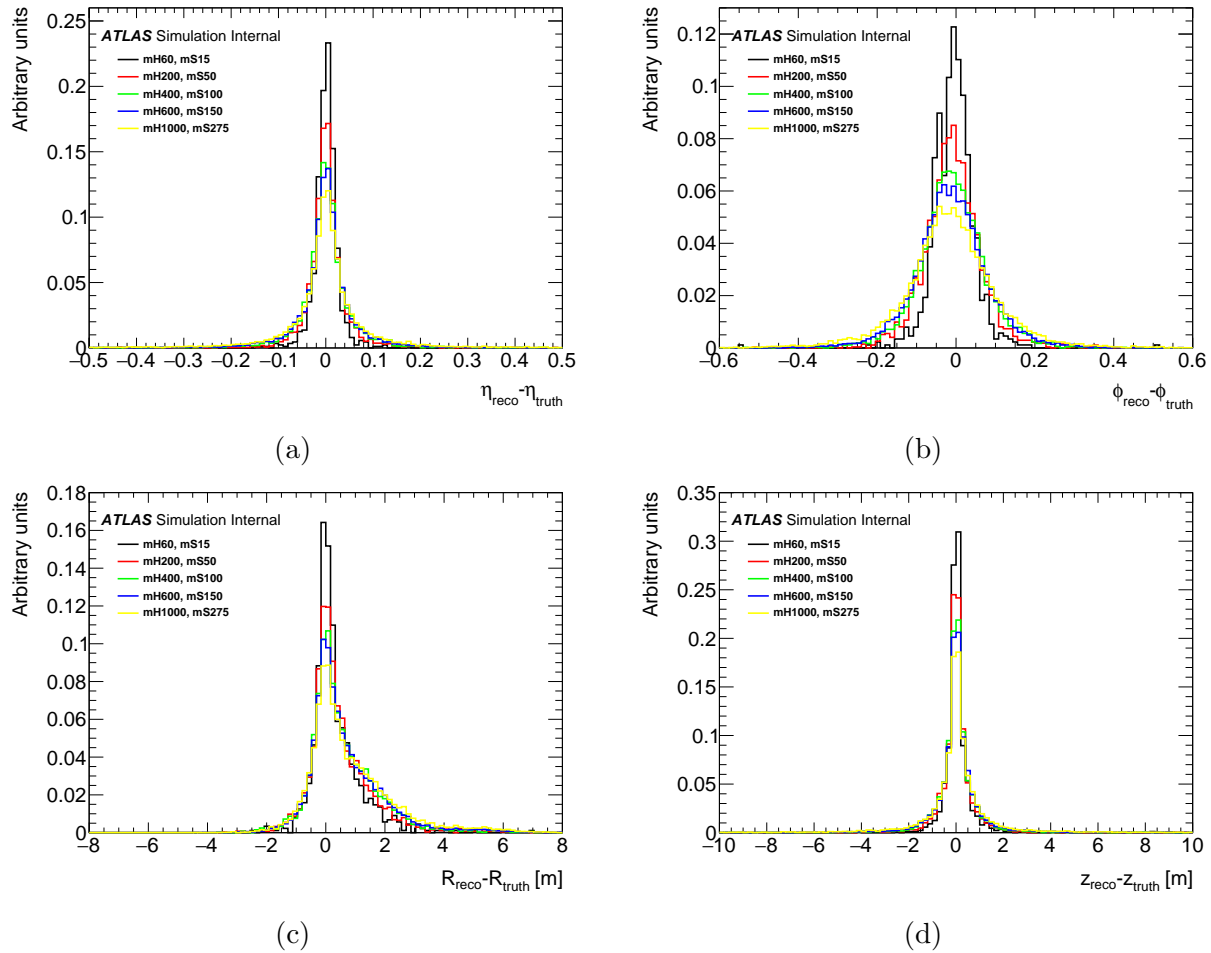 Arbitrary units
0.25
0.2
0.15
0.1
0.05
0
ATLAS Simulation Internal
mH60, mS15
mH200, mS50
mH400, mS100
mH600, mS150
mH1000, mS275
−0.5 −0.4 −0.3 −0.2 −0.1 0 0.1 0.2 0.3 0.4 0.5
η_reco-η_truth
(a)
Arbitrary units
0.12
0.1
0.08
0.06
0.04
0.02
0
ATLAS Simulation Internal
mH60, mS15
mH200, mS50
mH400, mS100
mH600, mS150
mH1000, mS275
−0.6 −0.4 −0.2 0 0.2 0.4 0.6
ϕ_reco-ϕ_truth
(b)
Arbitrary units
0.18
0.16
0.14
0.12
0.1
0.08
0.06
0.04
0.02
0
ATLAS Simulation Internal
mH60, mS15
mH200, mS50
mH400, mS100
mH600, mS150
mH1000, mS275
−8 −6 −4 −2 0 2 4 6 8
R_reco-R_truth [m]
(c)
Arbitrary units
0.35
0.3
0.25
0.2
0.15
0.1
0.05
0
ATLAS Simulation Internal
mH60, mS15
mH200, mS50
mH400, mS100
mH600, mS150
mH1000, mS275
−10 −8 −6 −4 −2 0 2 4 6 8 10
z_reco-z_truth [m]
(d)